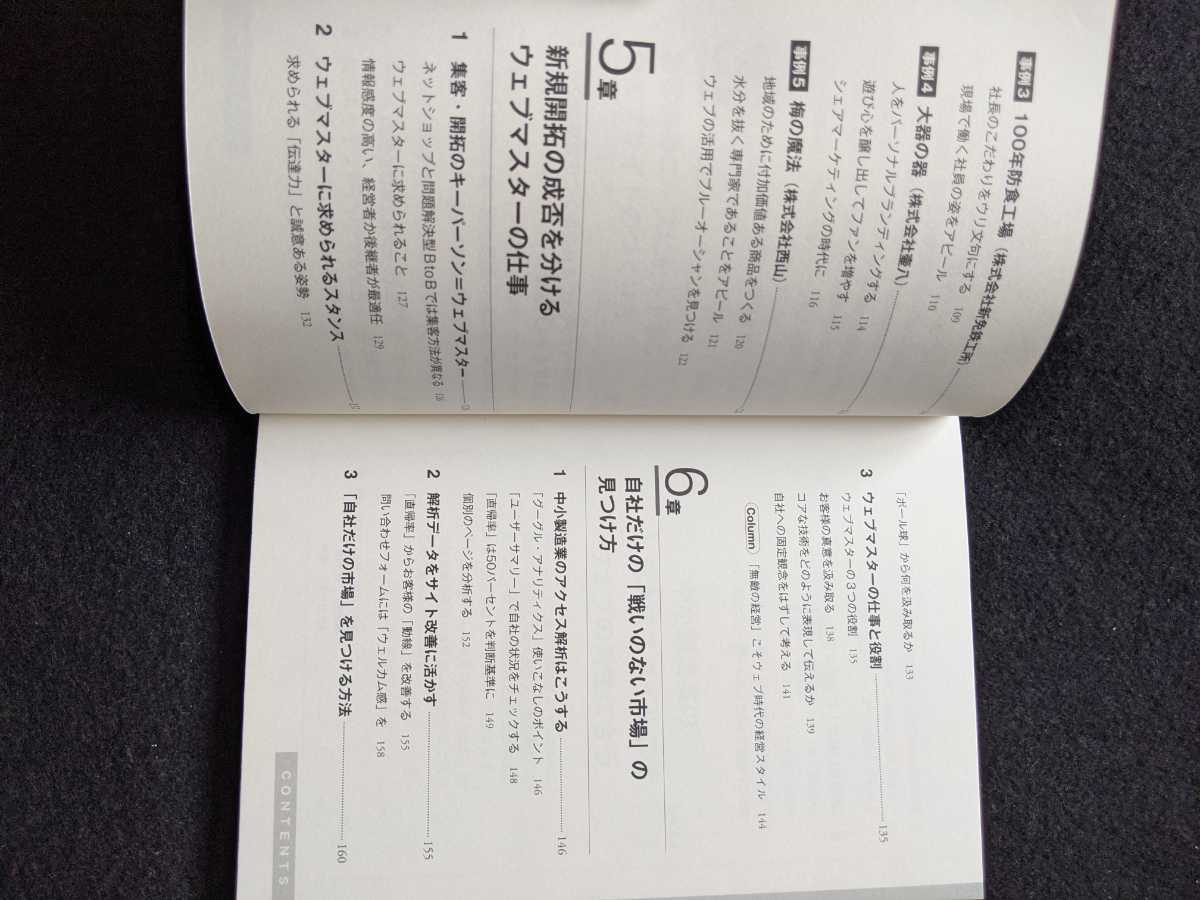 事例3 100年防食工場（株式会社新免鉄工所）
社長のこだわりをウリ文句にする 109
現場で働く社員の姿をアピール 110
事例4 大器の器（株式会社重八）
人をパーソナルブランディングする 114
遊び心を醸し出してファンを増やす 115
シェアマーケティングの時代に 116
事例5 梅の魔法（株式会社西山）
地域のために付加価値ある商品をつくる 120
水分を抜く専門家であることをアピール 121
ウェブの活用でブルーオーシャンを見つける 122
5章
新規開拓の成否を分ける
ウェブマスターの仕事
1 集客・開拓のキーパーソン＝ウェブマスター
ネットショップと問題解決型BtoBでは集客方法が異なる
ウェブマスターに求められること 127
情報感度の高い、経営者か後継者が最適任 129
2 ウェブマスターに求められるスタンス
求められる「伝達力」と誠意ある姿勢 132
「ボール球」から何を汲み取るか 133
3 ウェブマスターの仕事と役割 135
ウェブマスターの3つの役割 135
お客様の真意を汲み取る 138
コアな技術をどのように表現して伝えるか 139
自社への固定観念をはずして考える 141
Column 「無敵の経営」こそウェブ時代の経営スタイル 144
6章
自社だけの「戦いのない市場」の
見つけ方
1 中小製造業のアクセス解析はこうする 146
「グーグル・アナリティクス」使いこなしのポイント 146
「ユーザーサマリー」で自社の状況をチェックする 148
「直帰率」は50パーセントを判断基準に 149
個別のページを分析する 152
2 解析データをサイト改善に活かす 155
「直帰率」からお客様の「動線」を改善する 155
問い合わせフォームには「ウェルカム感」を 158
3 「自社だけの市場」を見つける方法 160
CONTENTS